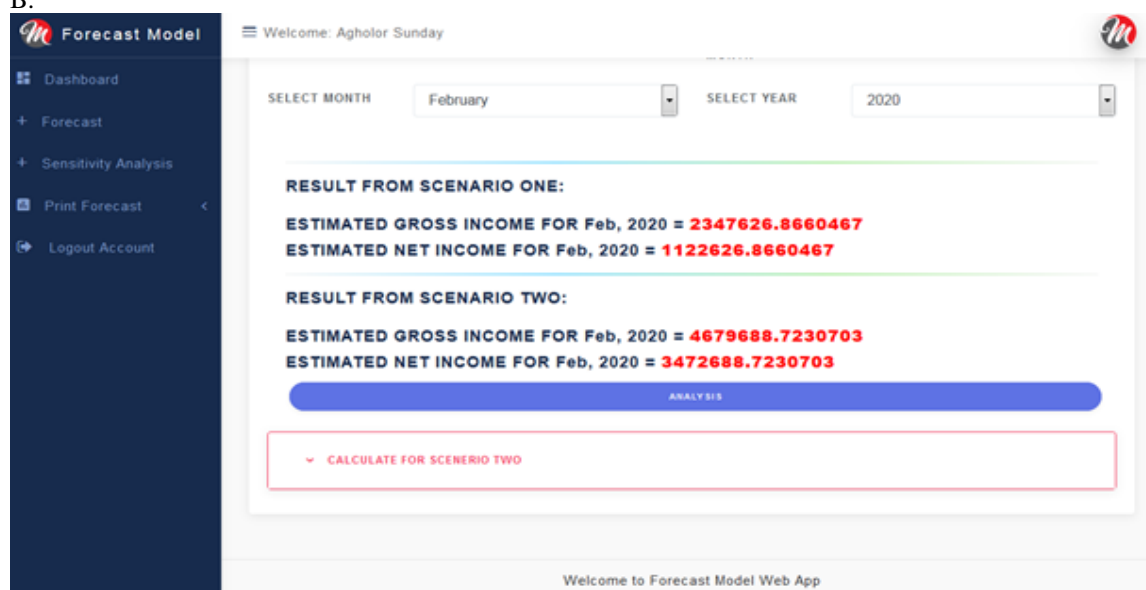 B.
Forecast Model
Welcome: Agholor Sunday
Dashboard
Forecast
Sensitivity Analysis
Print Forecast
Logout Account
SELECT MONTH February SELECT YEAR 2020
RESULT FROM SCENARIO ONE:
ESTIMATED GROSS INCOME FOR Feb, 2020 = 2347626.8660467
ESTIMATED NET INCOME FOR Feb, 2020 = 1122626.8660467
RESULT FROM SCENARIO TWO:
ESTIMATED GROSS INCOME FOR Feb, 2020 = 4679688.7230703
ESTIMATED NET INCOME FOR Feb, 2020 = 3472688.7230703
ANALYSIS
CALCULATE FOR SCENERIO TWO
Welcome to Forecast Model Web App